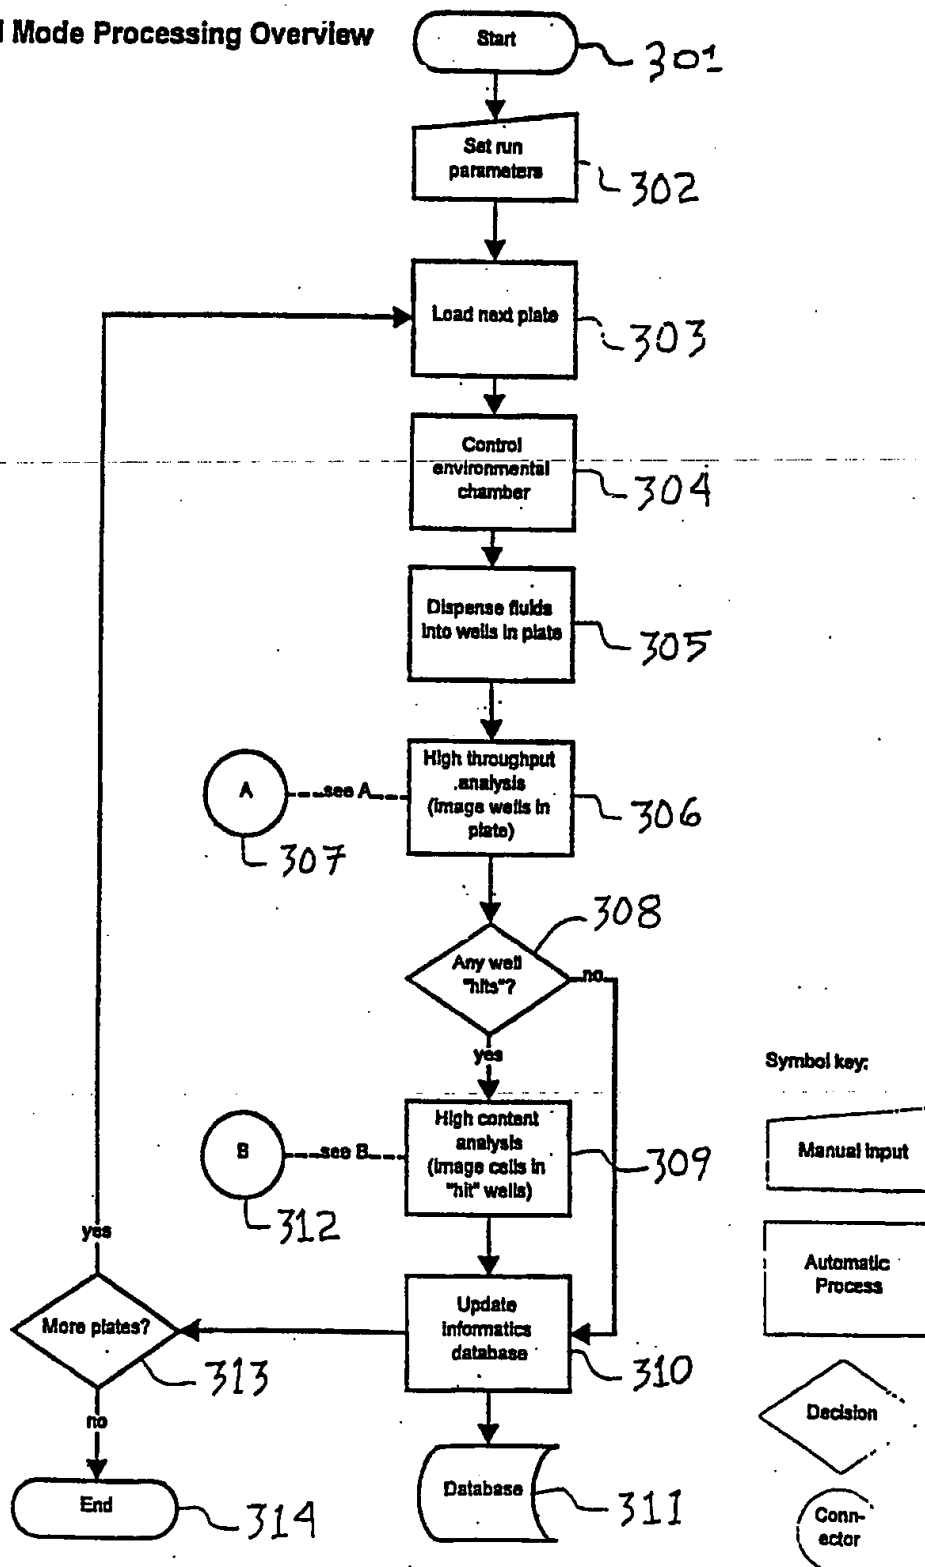 Mode Processing Overview
Start
301
Set run
parameters
302
Load next plate
303
Control
environmental
chamber
304
Dispense fluids
into wells in plate
305
High throughput
analysis
(image wells in
plate)
306
A
see A
307
308
Any well
"hits"?
no
yes
High content
analysis
(image cells in
"hit" wells)
309
B
see B
312
Update
informatics
database
310
yes
More plates?
313
no
End
314
Database
311
Symbol key:
Manual input
Automatic
Process
Decision
Conn-
ector